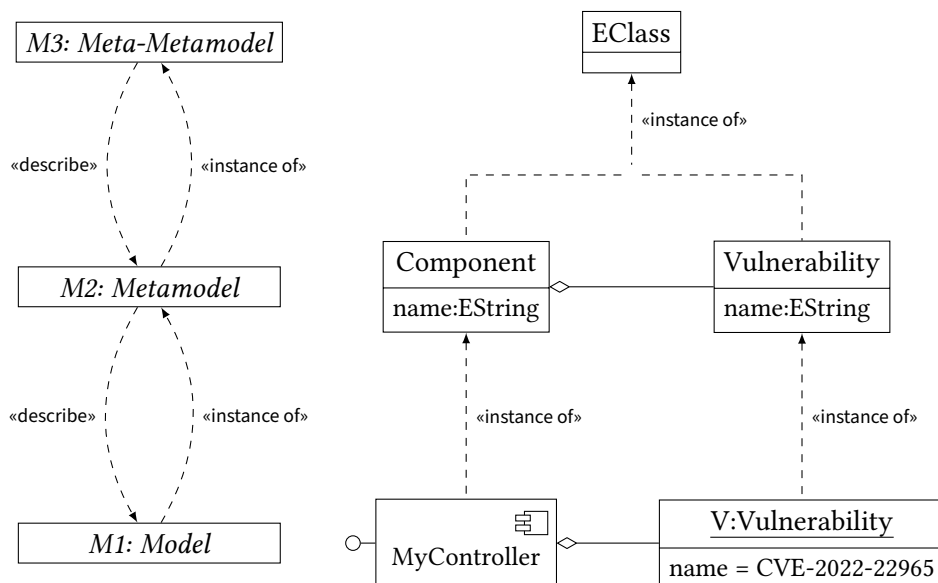 M3: Meta-Metamodel
«describe»
«instance of»
M2: Metamodel
«describe»
«instance of»
M1: Model
EClass
«instance of»
Component
name:EString
Vulnerability
name:EString
«instance of»
«instance of»
MyController
V:Vulnerability
name = CVE-2022-22965